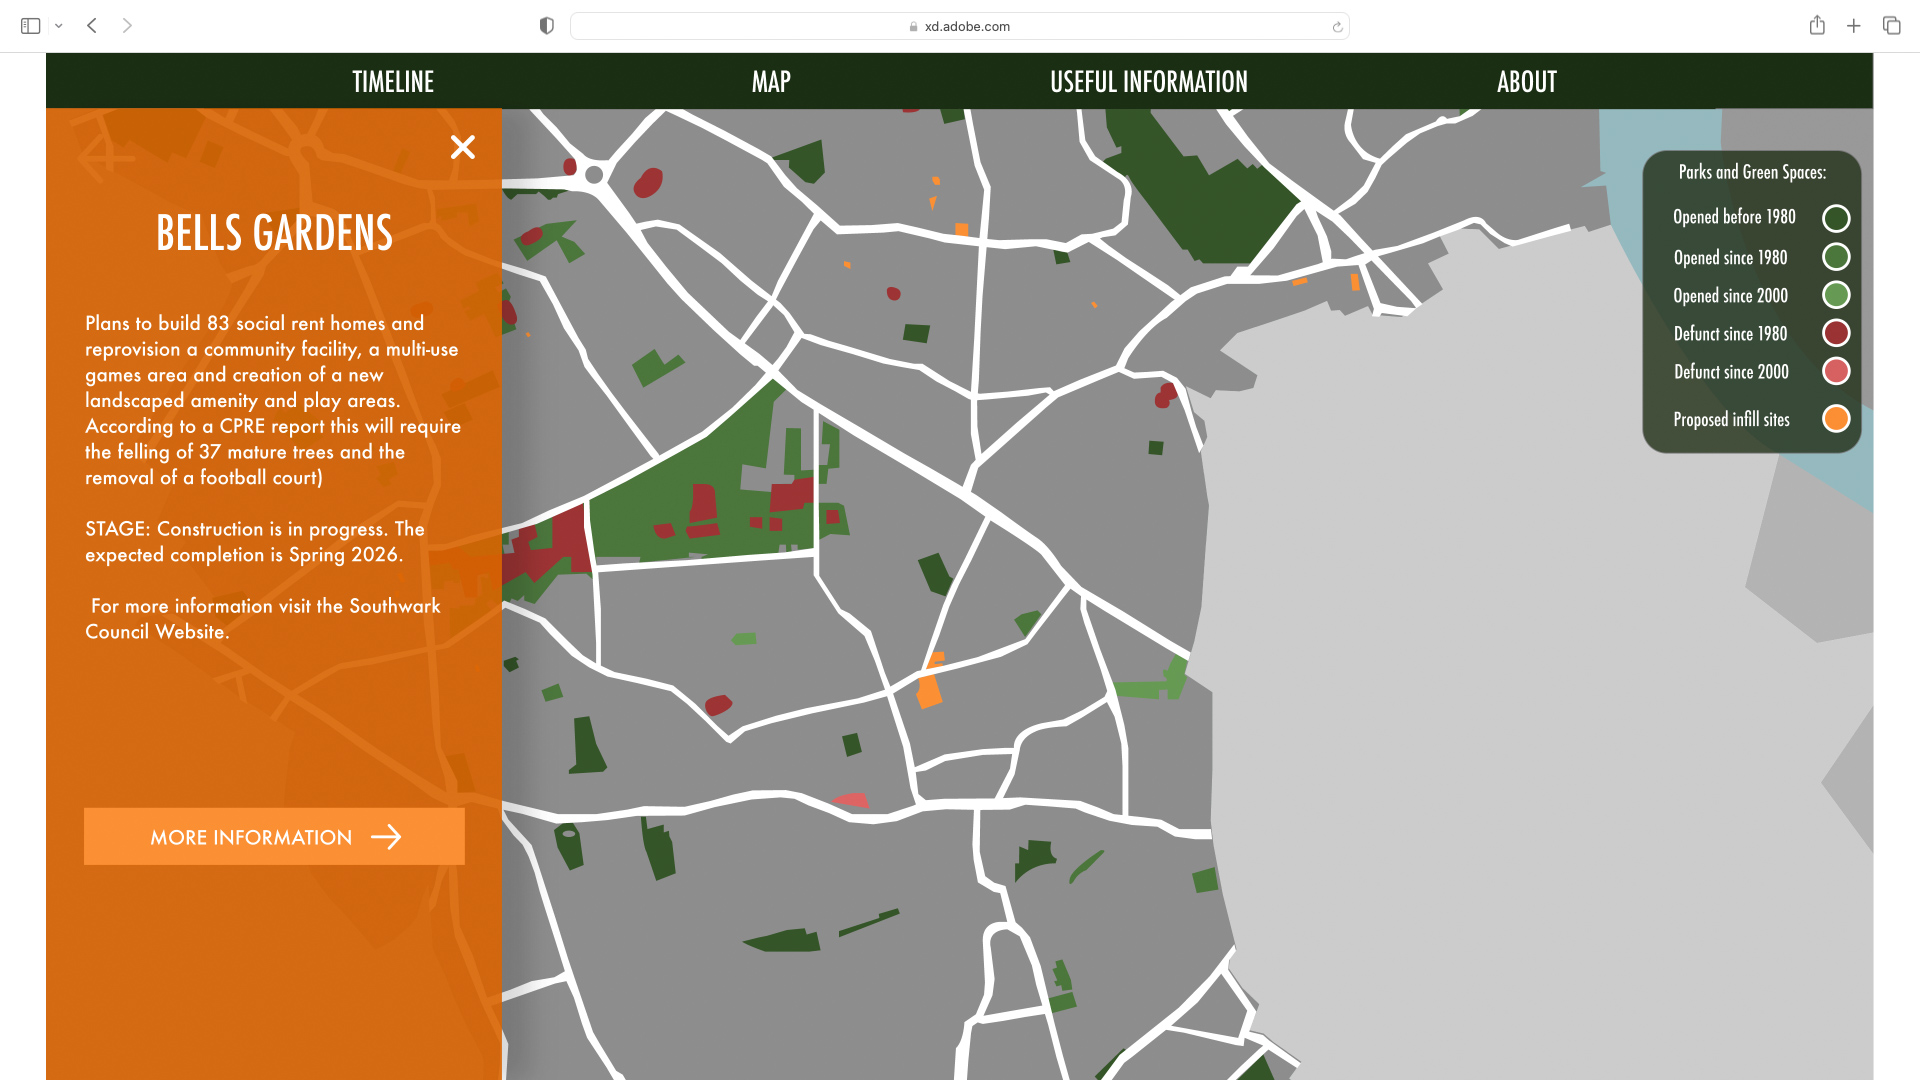 xd.adobe.com
TIMELINE
MAP
USEFUL INFORMATION
ABOUT
BELLS GARDENS
Plans to build 83 social rent homes and
reprovision a community facility, a multi-use
games area and creation of a new
landscaped amenity and play areas.
According to a CPRE report this will require
the felling of 37 mature trees and the
removal of a football court)
STAGE: Construction is in progress. The
expected completion is Spring 2026.
For more information visit the Southwark
Council Website.
MORE INFORMATION
Parks and Green Spaces:
Opened before 1980
Opened since 1980
Opened since 2000
Defunct since 1980
Defunct since 2000
Proposed infill sites